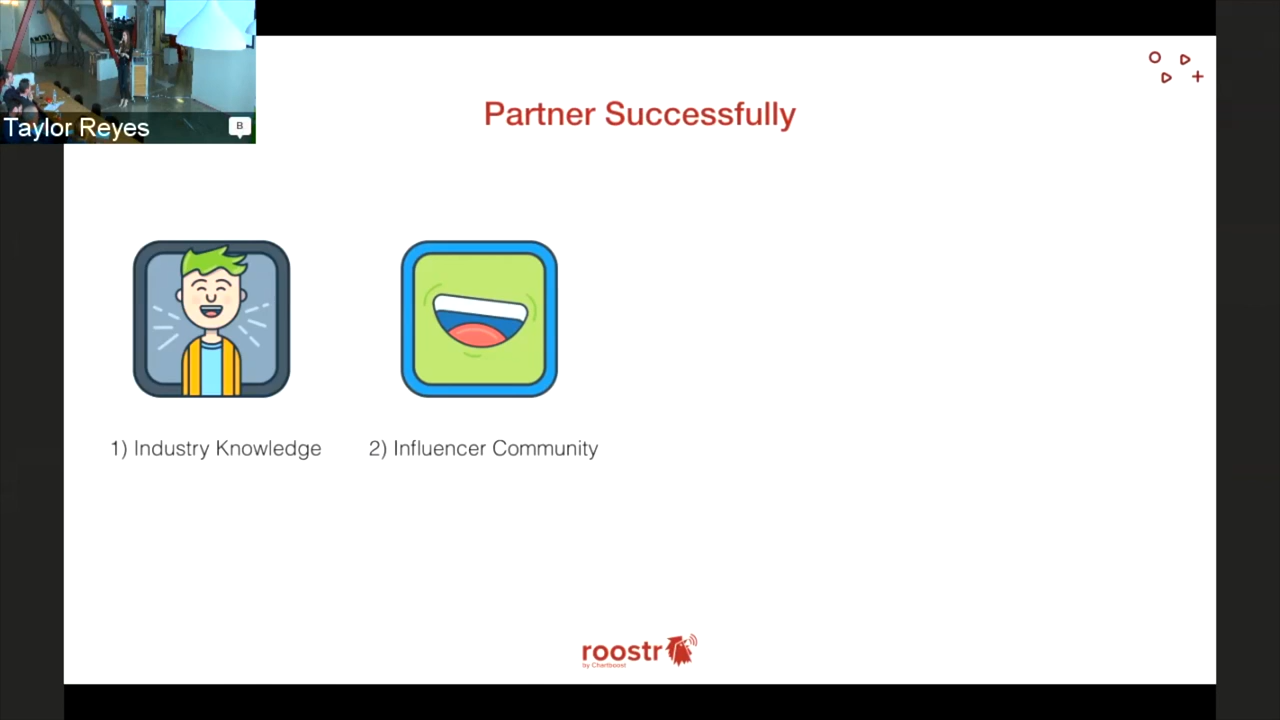 Taylor Reyes
B
Partner Successfully
1) Industry Knowledge
2) Influencer Community
roostr
by Chartboost